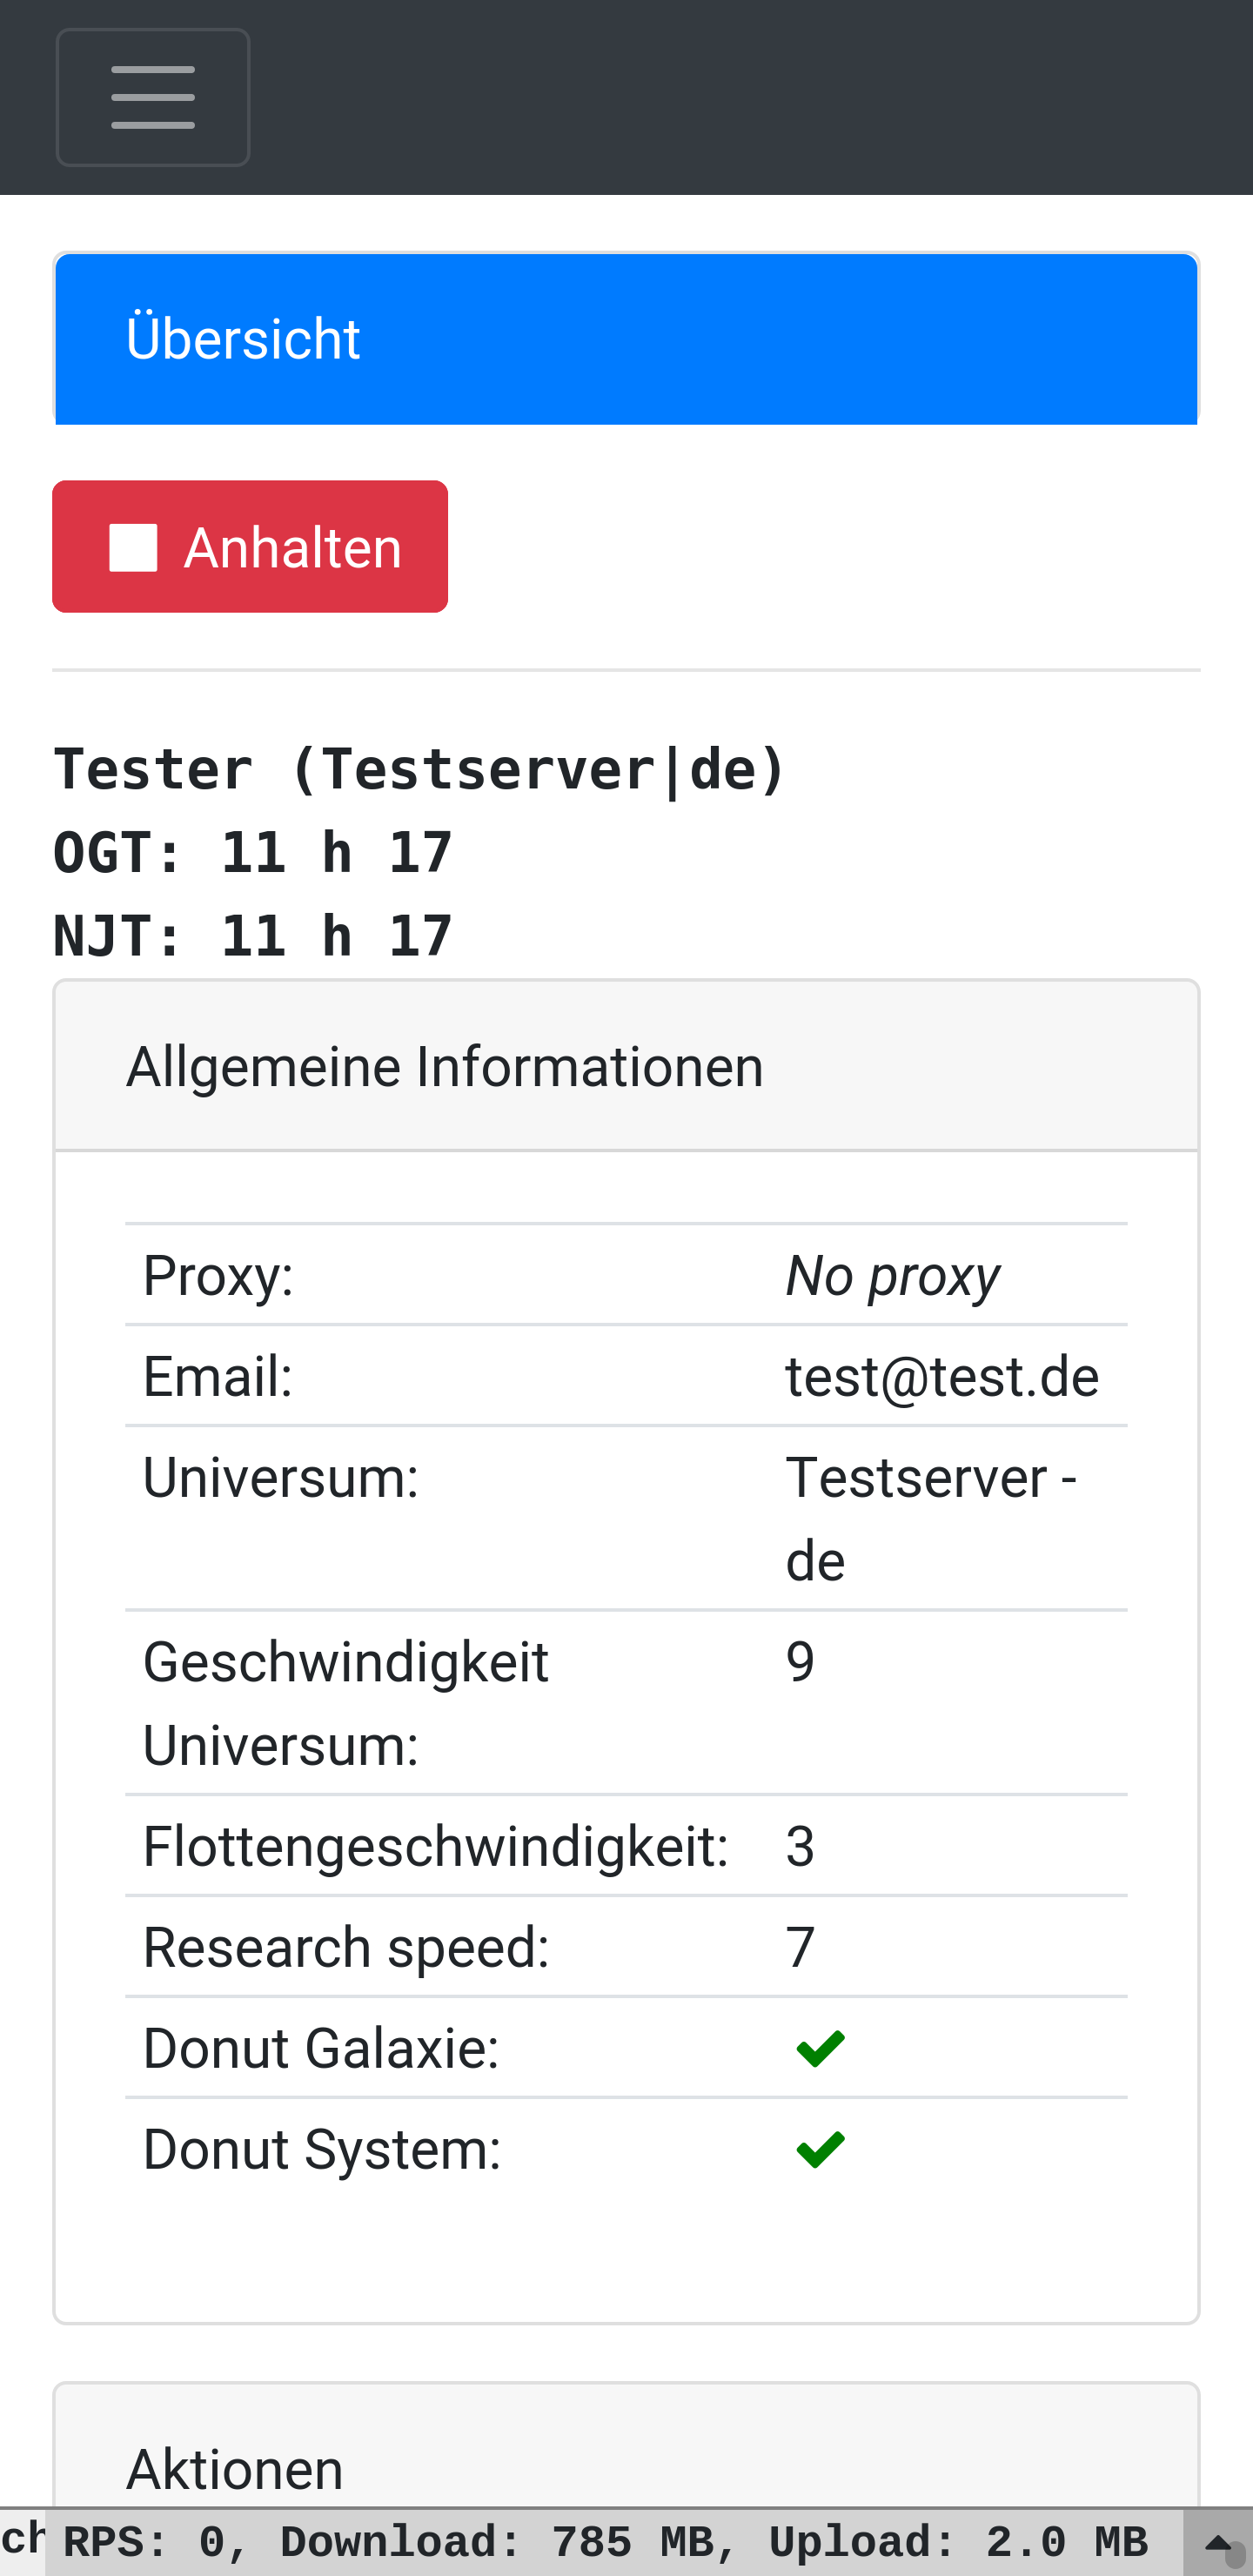 Übersicht
Anhalten
Tester (Testserver|de)
OGT: 11 h 17
NJT: 11 h 17
Allgemeine Informationen
Proxy: No proxy
Email: test@test.de
Universum: Testserver -
de
Geschwindigkeit 9
Universum:
Flottengeschwindigkeit: 3
Research speed: 7
Donut Galaxie:
Donut System:
Aktionen
RPS: 0, Download: 785 MB, Upload: 2.0 MB